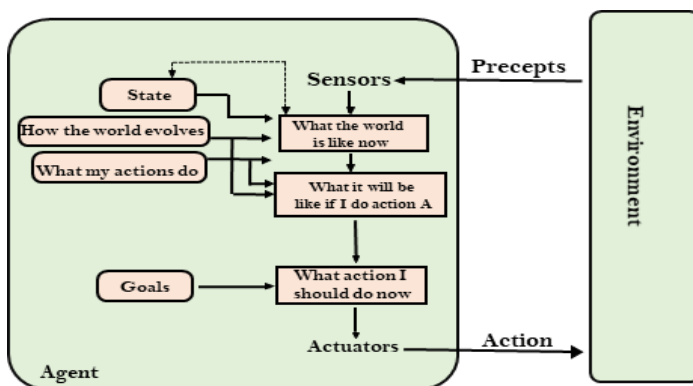 Sensors
Precepts
State
How the world evolves
What the world
is like now
What my actions do
What it will be
like if I do action A
Environment
Goals
What action I
should do now
Actuators
Action
Agent